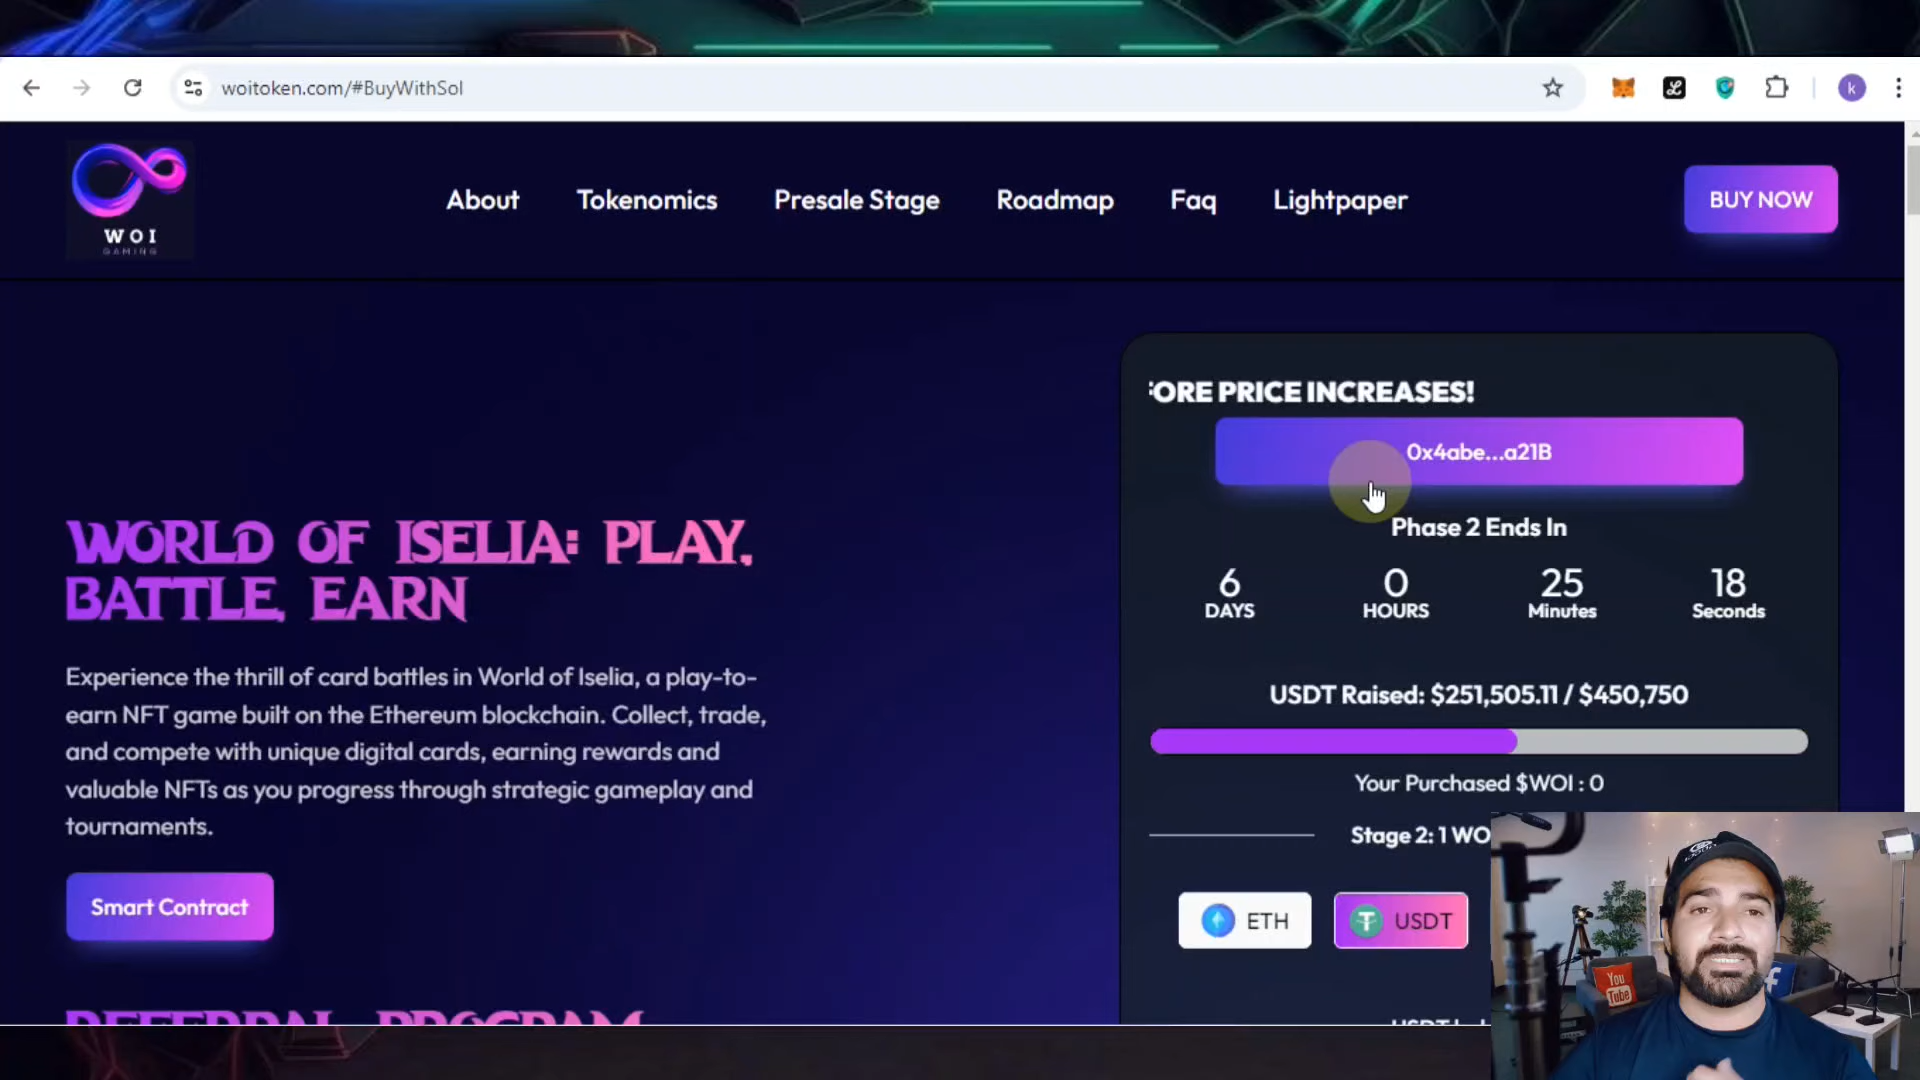 woitoken.com/#BuyWithSol
k
WOI
GAMING
About
Tokenomics
Presale Stage
Roadmap
Faq
Lightpaper
BUY NOW
ORE PRICE INCREASES!
0x4abe...a21B
Phase 2 Ends In
6
0
25
18
DAYS
HOURS
Minutes
Seconds
WORLD OF ISELIA: PLAY,
BATTLE, EARN
Experience the thrill of card battles in World of Iselia, a play-to-
earn NFT game built on the Ethereum blockchain. Collect, trade,
and compete with unique digital cards, earning rewards and
valuable NFTs as you progress through strategic gameplay and
tournaments.
Smart Contract
USDT Raised: $251,505.11 / $450,750
Your Purchased $WOI : 0
Stage 2: 1 WO
ETH
USDT
REFERRAL PROGRAM
You
Tube